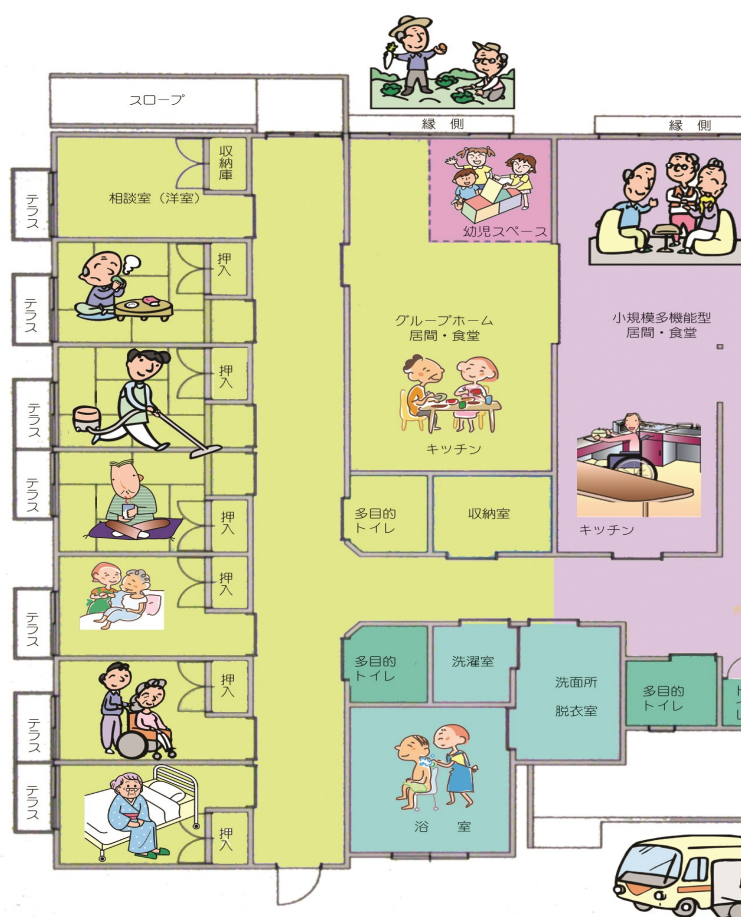 スロープ
縁 側
縁 側
収納庫
相談室（洋室）
テラス
幼児スペース
押入
テラス
グループホーム
居間・食堂
小規模多機能型
居間・食堂
押入
テラス
キッチン
テラス
押入
多目的
トイレ
収納室
キッチン
押入
テラス
多目的
トイレ
洗濯室
洗面所
脱衣室
多目的
トイレ
トイレ
押入
テラス
テラス
押入
浴 室